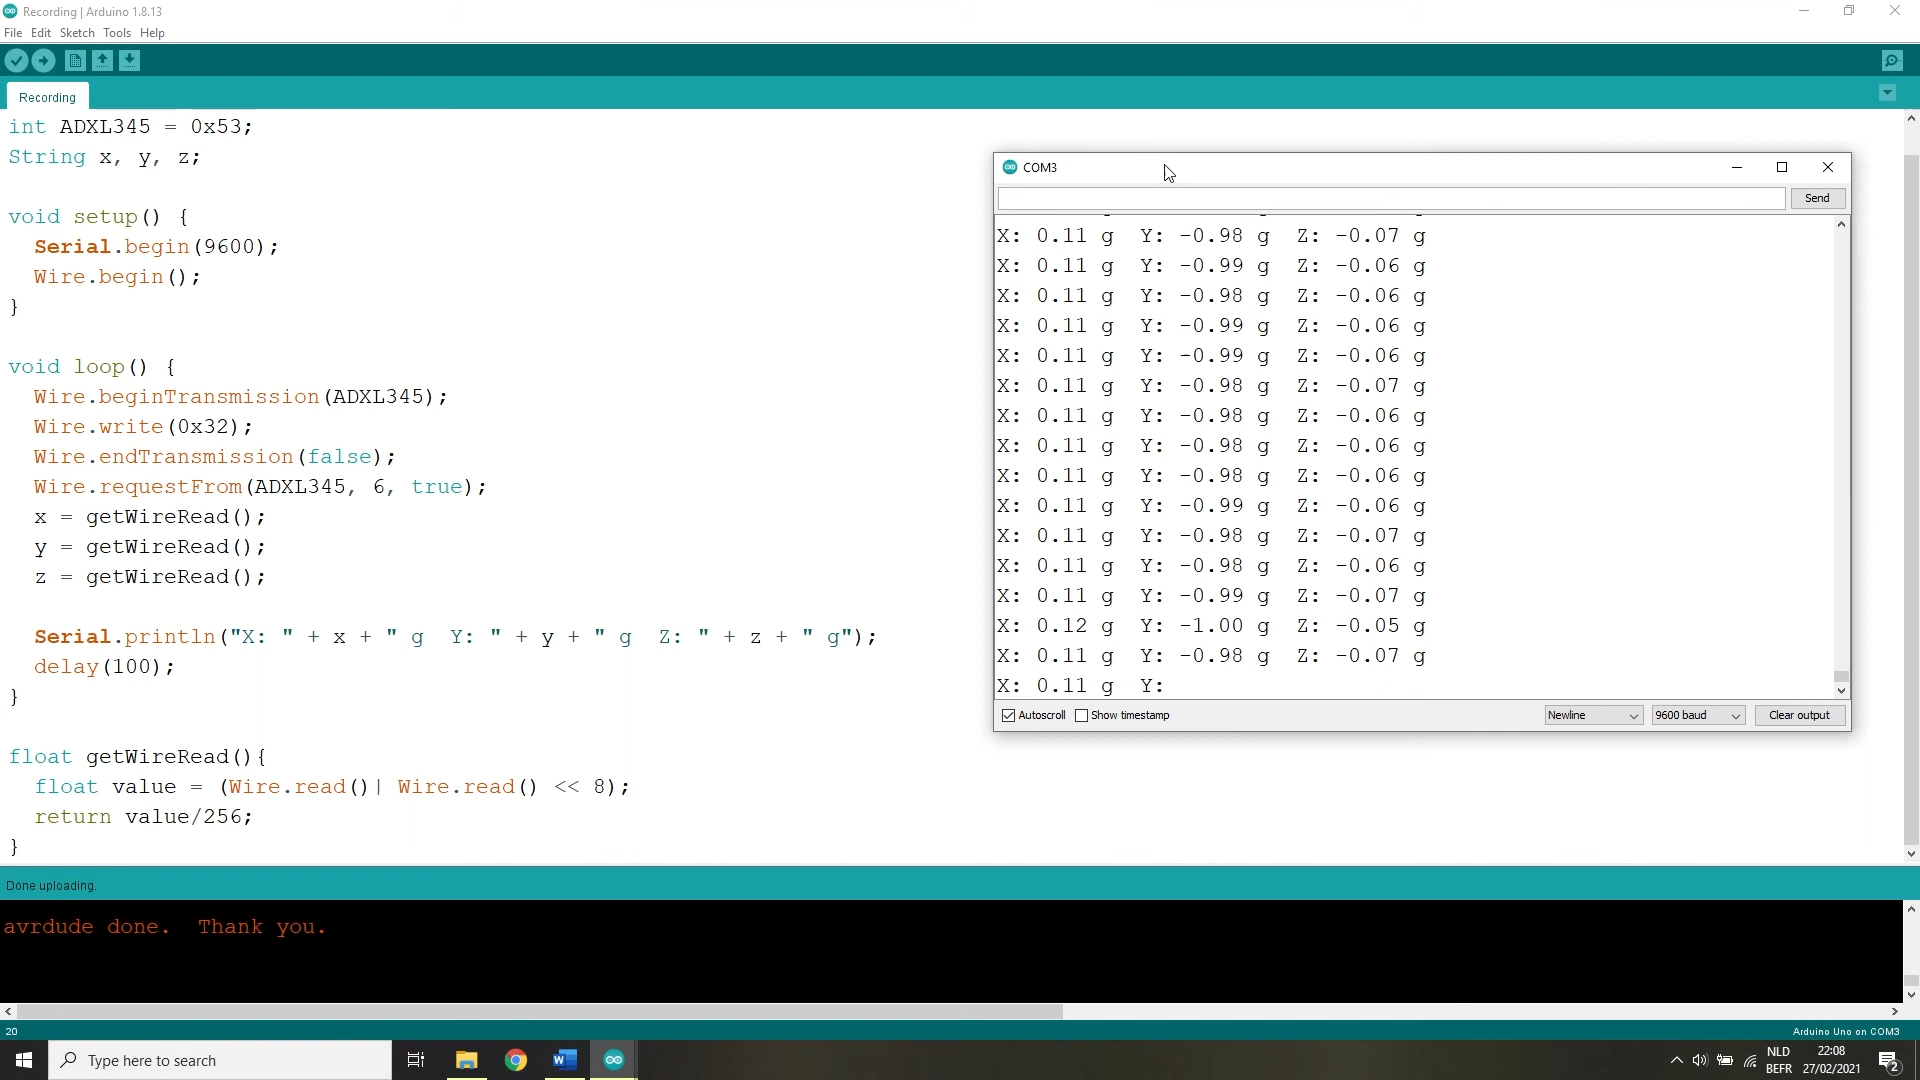 Recording | Arduino 1.8.13
File Edit Sketch Tools Help
Recording
int ADXL345 = 0x53;
String x, y, z;
void setup() {
Serial.begin(9600);
Wire.begin();
}
void loop() {
Wire.beginTransmission(ADXL345);
Wire.write(0x32);
Wire.endTransmission(false);
Wire.requestFrom(ADXL345, 6, true);
x = getWireRead();
y = getWireRead();
z = getWireRead();
Serial.println("X: " + x + " g  Y: " + y + " g  Z: " + z + " g");
delay(100);
}
float getWireRead(){
float value = (Wire.read()| Wire.read() << 8);
return value/256;
}
COM3
Send
X: 0.11 g  Y: -0.98 g  Z: -0.07 g
X: 0.11 g  Y: -0.99 g  Z: -0.06 g
X: 0.11 g  Y: -0.98 g  Z: -0.06 g
X: 0.11 g  Y: -0.99 g  Z: -0.06 g
X: 0.11 g  Y: -0.99 g  Z: -0.06 g
X: 0.11 g  Y: -0.98 g  Z: -0.07 g
X: 0.11 g  Y: -0.98 g  Z: -0.06 g
X: 0.11 g  Y: -0.98 g  Z: -0.06 g
X: 0.11 g  Y: -0.98 g  Z: -0.06 g
X: 0.11 g  Y: -0.99 g  Z: -0.06 g
X: 0.11 g  Y: -0.98 g  Z: -0.07 g
X: 0.11 g  Y: -0.98 g  Z: -0.06 g
X: 0.11 g  Y: -0.99 g  Z: -0.07 g
X: 0.12 g  Y: -1.00 g  Z: -0.05 g
X: 0.11 g  Y: -0.98 g  Z: -0.07 g
X: 0.11 g  Y:
Autoscroll Show timestamp Newline 9600 baud Clear output
Done uploading.
avrdude done.  Thank you.
20 Arduino Uno on COM3
Type here to search
NLD 22:08
BEFR 27/02/2021 2